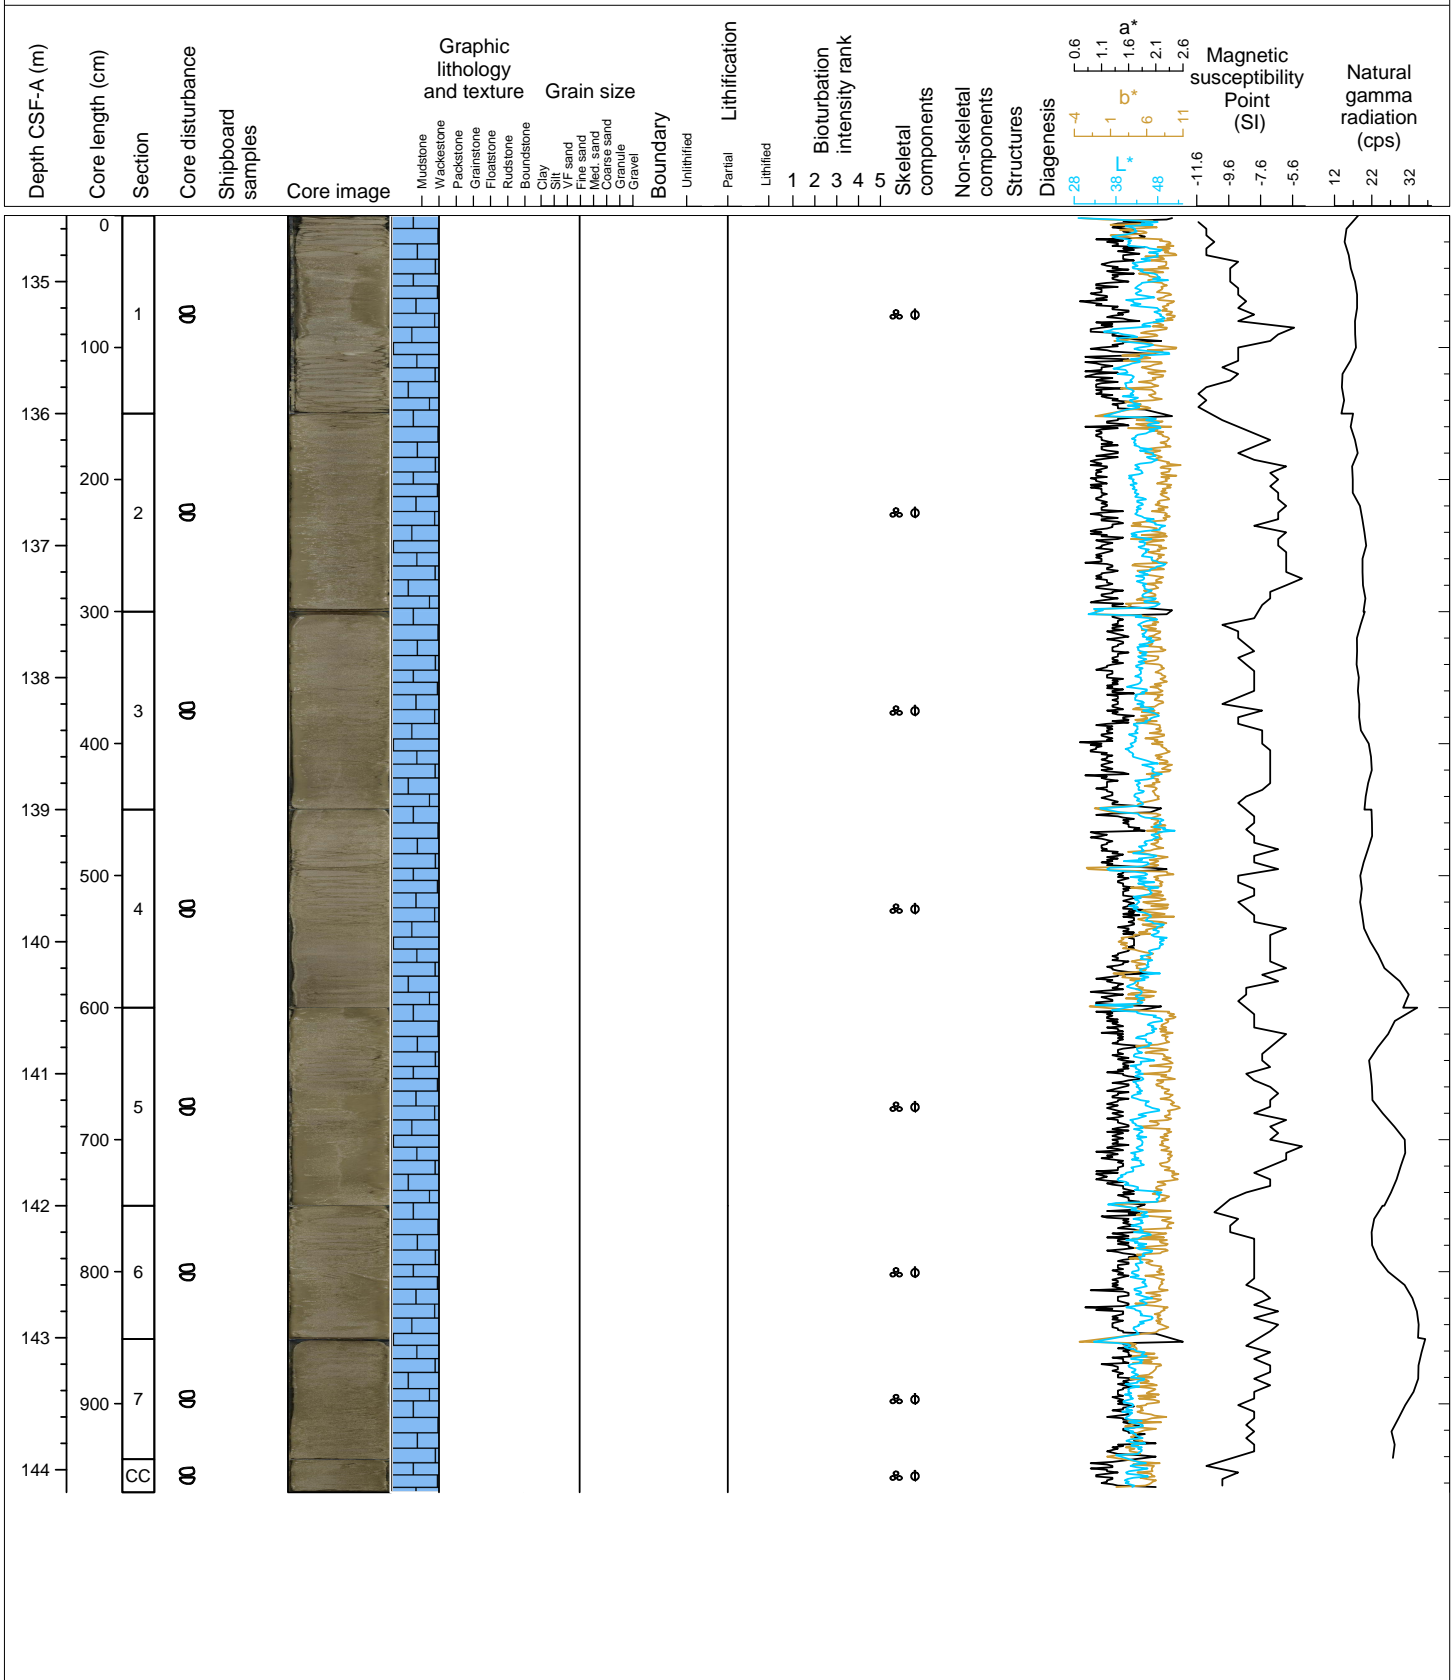 Depth CSF-A (m)
Core length (cm)
Section
Core disturbance
Shipboard
samples
Core image
Graphic
lithology
and texture
Mudstone
Wackestone
Packstone
Grainstone
Floatstone
Rudstone
Boundstone
Grain size
Clay
Silt
VF sand
Fine sand
Med. sand
Coarse sand
Granule
Gravel
Boundary
Lithification
Unlithified
Partial
Lithified
Bioturbation
intensity rank
1 2 3 4 5
Skeletal
components
Non-skeletal
components
Structures
Diagenesis
a*
0.6 1.1 1.6 2.1 2.6
b*
-4 1 6 11
L*
28 38 48
Magnetic
susceptibility
Point
(SI)
-11.6 -9.6 -7.6 -5.6
Natural
gamma
radiation
(cps)
12 22 32
0
135
1
100
136
200
2
137
300
138
3
400
139
500
4
140
600
141
5
700
142
800
6
143
900
7
144
CC